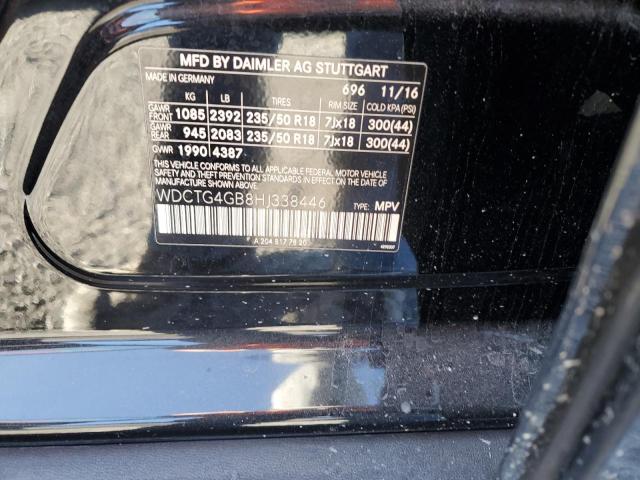 MFD BY DAIMLER AG STUTTGART
MADE IN GERMANY 696 11/16
KG LB TIRES RIM SIZE COLD KPA(PSI)
GAWR FRONT 1085 2392 235/50 R18 7Jx18 300(44)
GAWR REAR 945 2083 235/50 R18 7Jx18 300(44)
GVWR 1990 4387
THIS VEHICLE CONFORMS TO ALL APPLICABLE FEDERAL MOTOR VEHICLE
SAFETY, BUMPER, AND THEFT PREVENTION STANDARDS IN
EFFECT ON THE DATE OF MANUFACTURE SHOWN ABOVE.
WDCTG4GB8HJ338446 TYPE: MPV
A 204 817 78 20